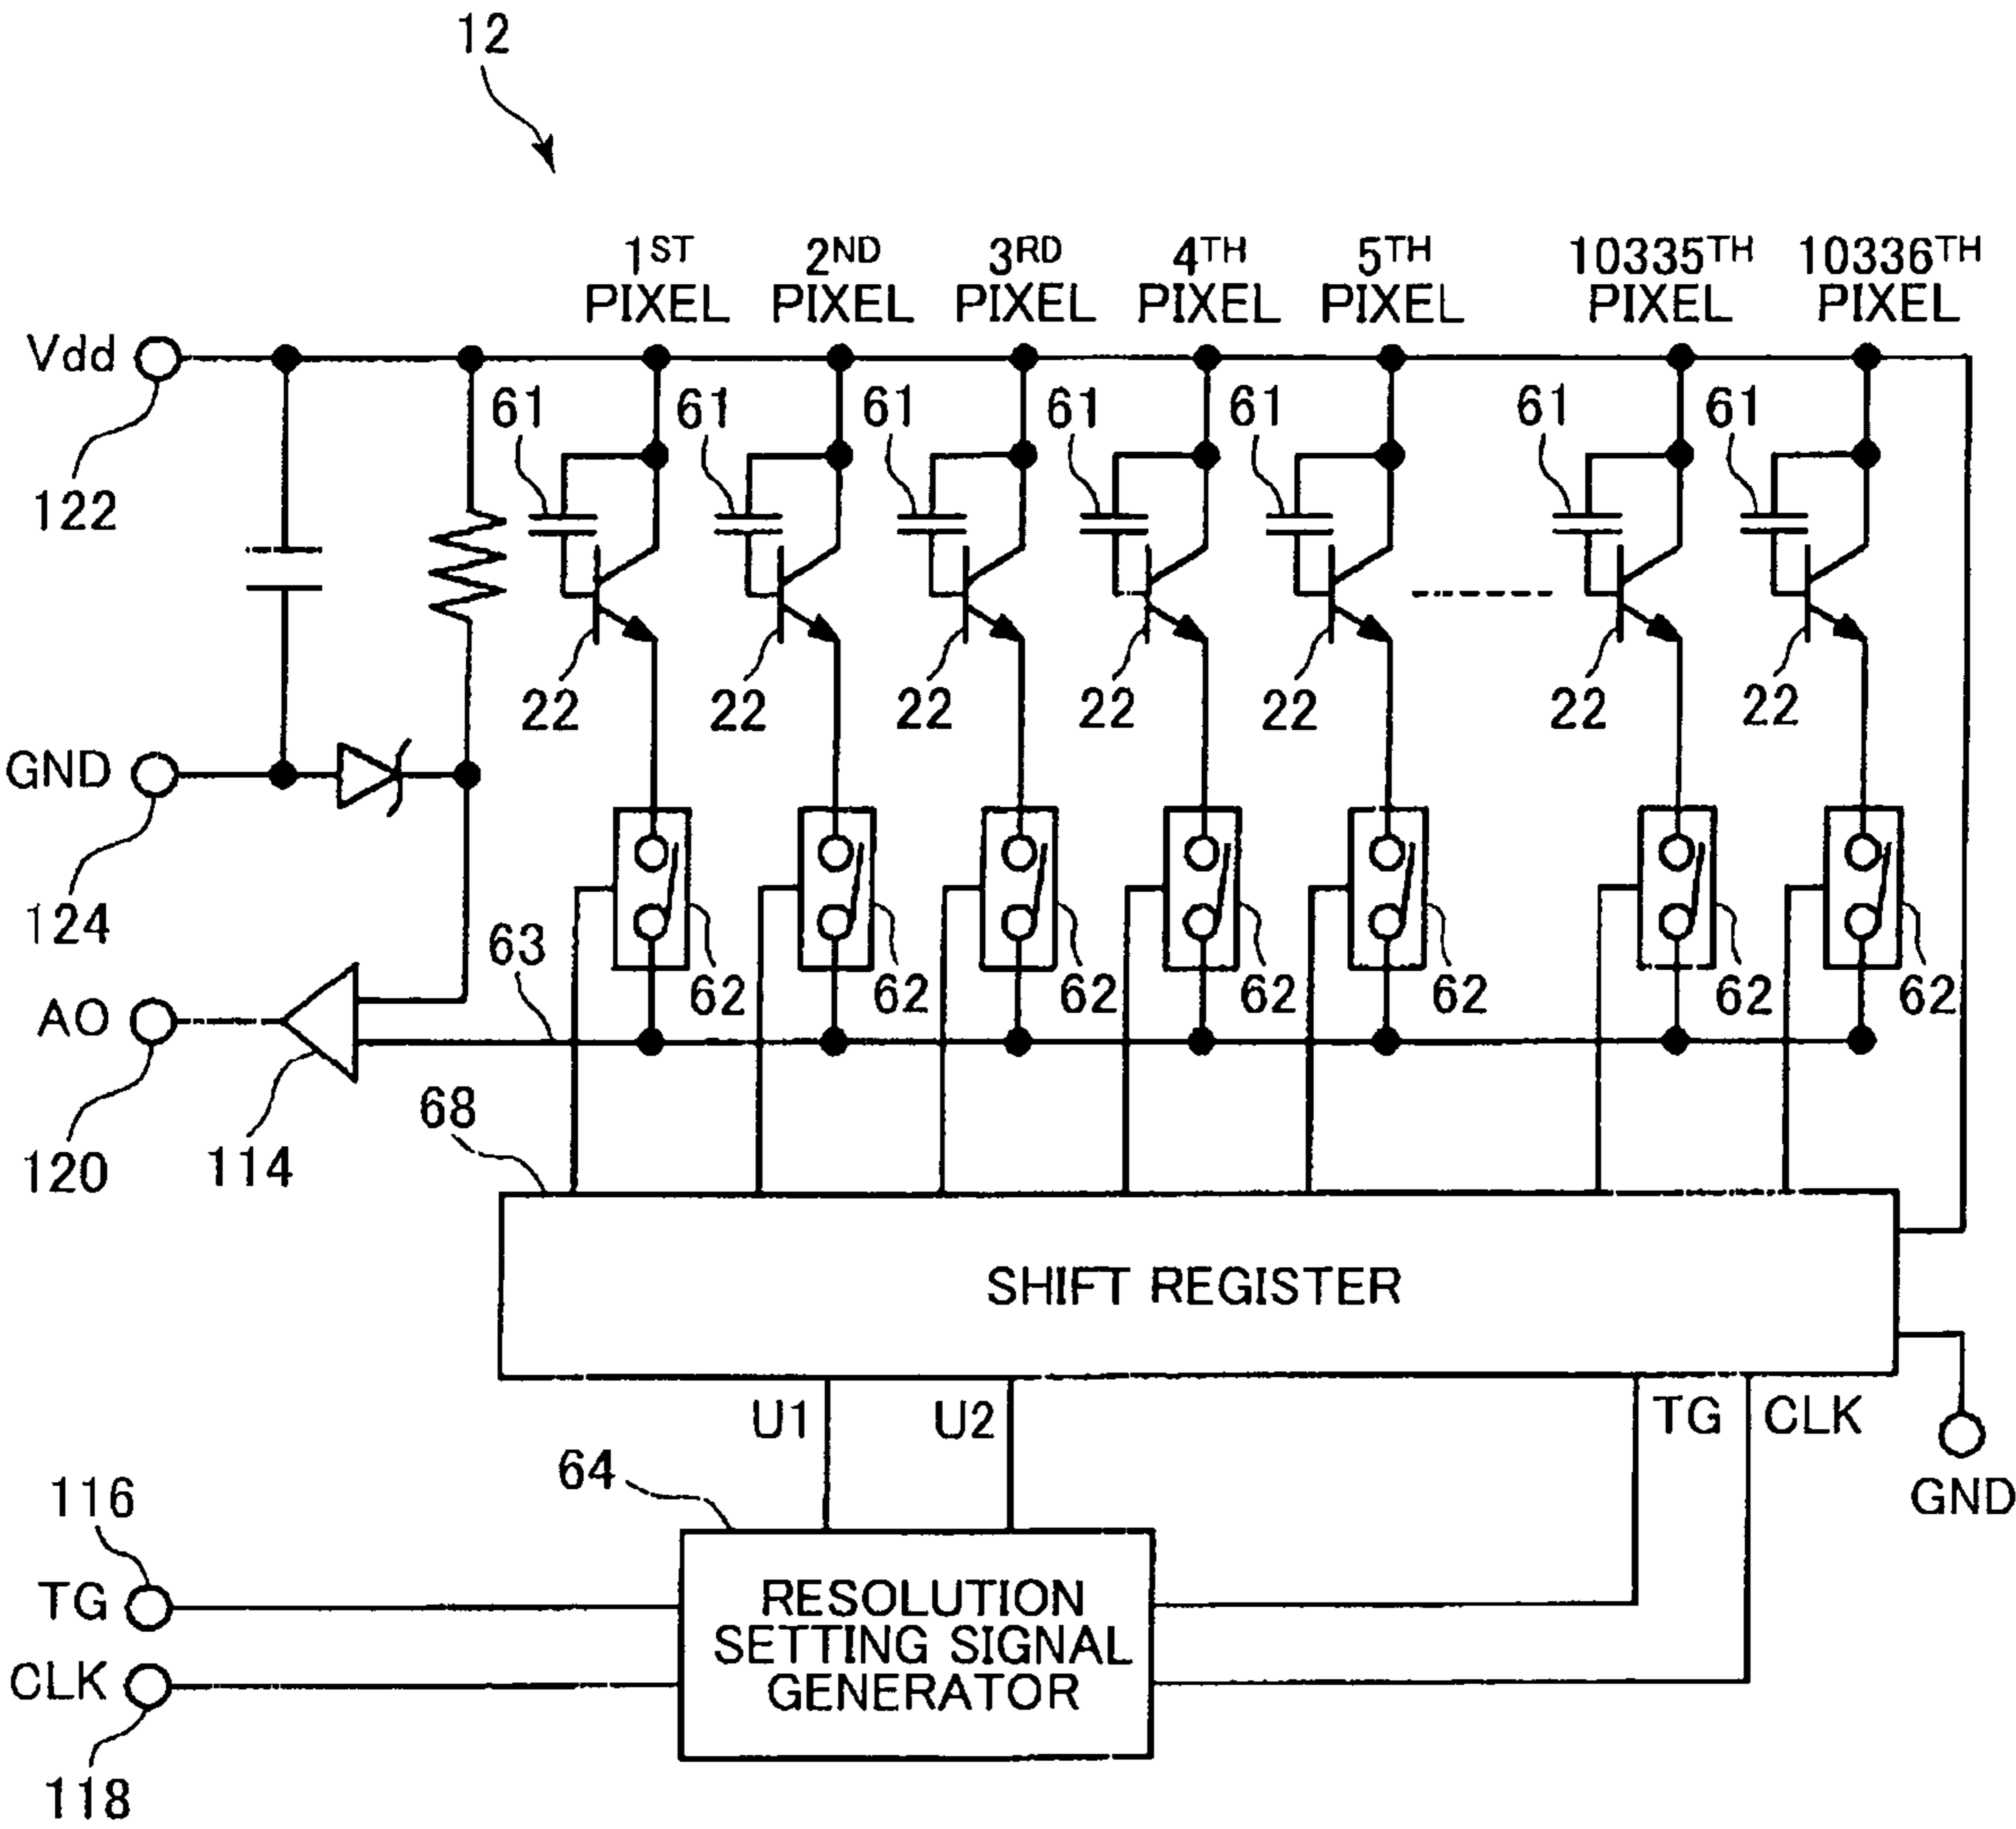 12
1ST PIXEL
2ND PIXEL
3RD PIXEL
4TH PIXEL
5TH PIXEL
10335TH PIXEL
10336TH PIXEL
Vdd
122
61
61
61
61
61
61
61
22
22
22
22
22
22
22
GND
124
62
62
62
62
62
62
62
63
AO
120
114
68
SHIFT REGISTER
U1
U2
TG
CLK
GND
64
116
TG
RESOLUTION
SETTING SIGNAL
GENERATOR
CLK
118